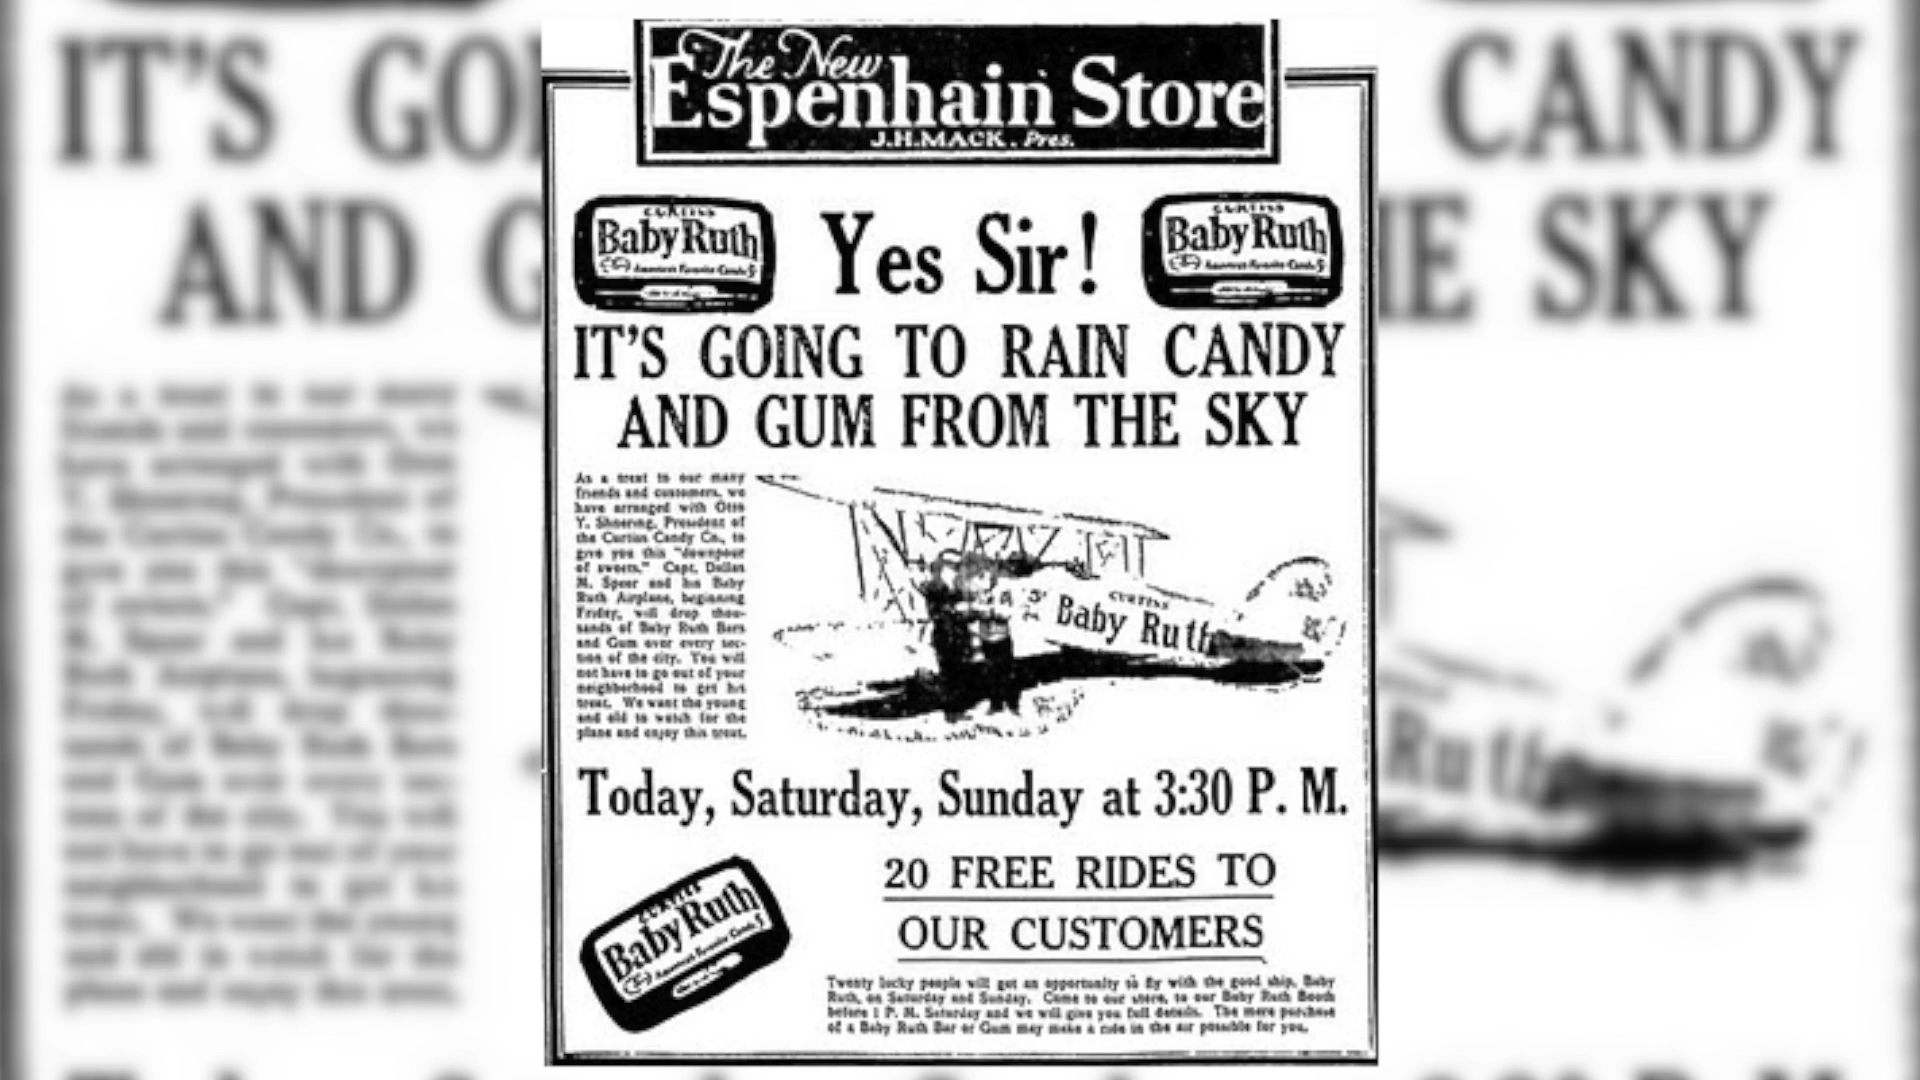 The New
Espenhain Store
J.H.MACK. Pres.
CURTISS
Baby Ruth
Yes Sir!
CURTISS
Baby Ruth
IT'S GOING TO RAIN CANDY
AND GUM FROM THE SKY
As a treat to our many
friends and customers, we
have arranged with Otto
Y. Shnering, President of
the Curtiss Candy Co., to
give you this "downpour
of sweets." Capt. Dallas
M. Speer and his Baby
Ruth Airplane, beginning
Friday, will drop thou-
sands of Baby Ruth Bars
and Gum over every sec-
tion of the city. You will
not have to go out of your
neighborhood to get his
treat. We want the young
and old to watch for the
plane and enjoy this treat.
CURTISS
Baby Ruth
Today, Saturday, Sunday at 3:30 P. M.
CURTISS
Baby Ruth
America's Favorite Candy
20 FREE RIDES TO
OUR CUSTOMERS
Twenty lucky people will get an opportunity to fly with the good ship, Baby
Ruth, on Saturday and Sunday. Come to our store, to our Baby Ruth Booth
before 1 P. M. Saturday and we will give you full details. The mere purchase
of a Baby Ruth Bar or Gum may make a ride in the air possible for you.